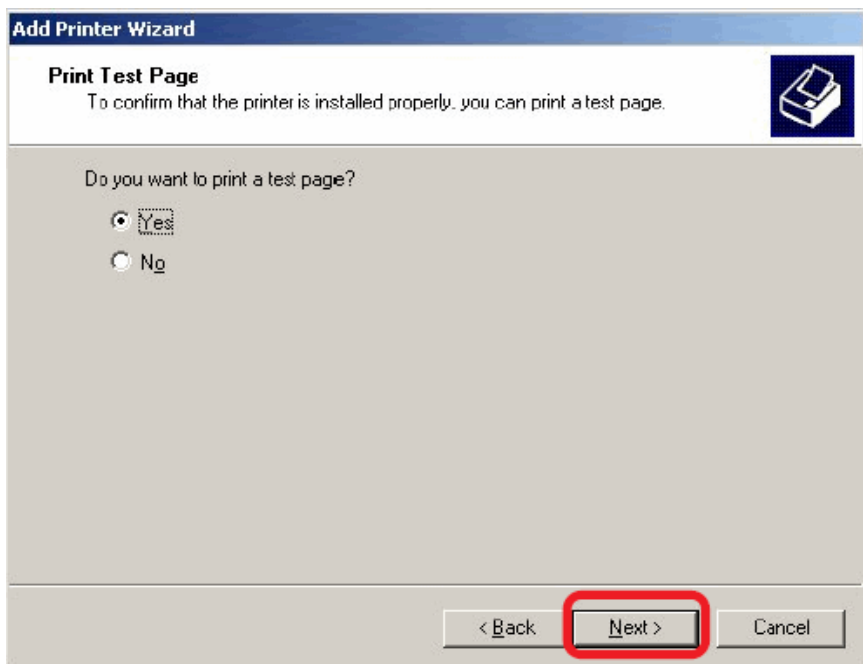 Add Printer Wizard
Print Test Page
To confirm that the printer is installed properly, you can print a test page.
Do you want to print a test page?
Yes
No
< Back
Next >
Cancel